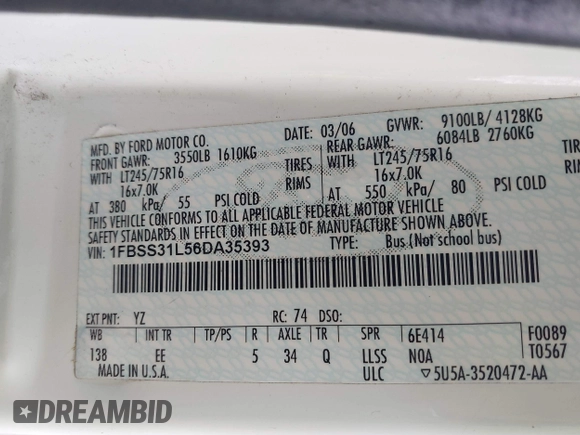 MFD. BY FORD MOTOR CO.
DATE: 03/06 GVWR: 9100LB/ 4128KG
FRONT GAWR: 3550LB 1610KG
REAR GAWR: 6084LB 2760KG
WITH LT245/75R16 TIRES
WITH LT245/75R16 TIRES
16x7.0K RIMS
16x7.0K RIMS
AT 380 kPa/ 55 PSI COLD
AT 550 kPa/ 80 PSI COLD
THIS VEHICLE CONFORMS TO ALL APPLICABLE FEDERAL MOTOR VEHICLE
SAFETY STANDARDS IN EFFECT ON THE DATE OF MANUFACTURE SHOWN ABOVE.
VIN: 1FBSS31L56DA35393
TYPE: Bus (Not school bus)
EXT PNT: YZ RC: 74 DSO:
WB INT TR TP/PS R AXLE TR SPR 6E414 F0089
138 EE 5 34 Q LLSS NOA T0567
MADE IN U.S.A. ULC ▽5U5A-3520472-AA
DREAMBID